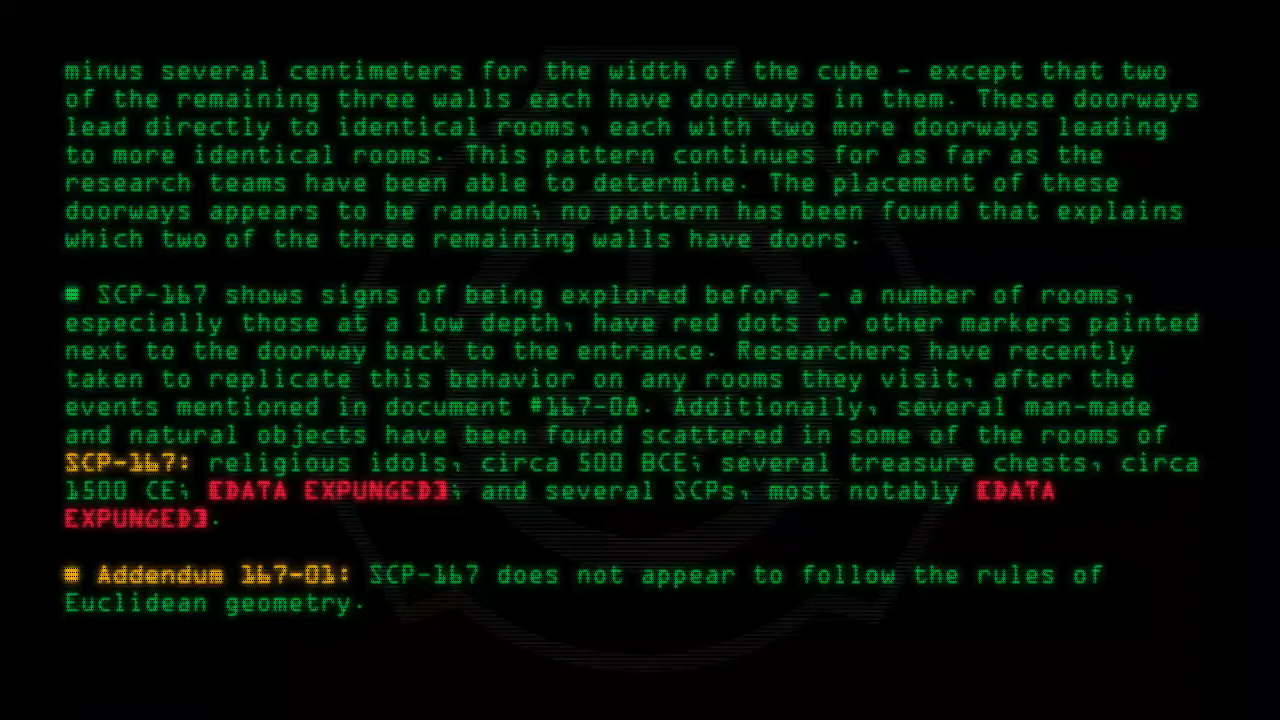 minus several centimeters for the width of the cube - except that two
of the remaining three walls each have doorways in them. These doorways
lead directly to identical rooms, each with two more doorways leading
to more identical rooms. This pattern continues for as far as the
research teams have been able to determine. The placement of these
doorways appears to be random; no pattern has been found that explains
which two of the three remaining walls have doors.
■ SCP-167 shows signs of being explored before - a number of rooms,
especially those at a low depth, have red dots or other markers painted
next to the doorway back to the entrance. Researchers have recently
taken to replicate this behavior on any rooms they visit, after the
events mentioned in document #167-0A. Additionally, several man-made
and natural objects have been found scattered in some of the rooms of
SCP-167: religious idols, circa 500 BCE; several treasure chests, circa
1500 CE; [DATA EXPUNGED]; and several SCPs, most notably [DATA
EXPUNGED].
■ Addendum 167-01: SCP-167 does not appear to follow the rules of
Euclidean geometry.